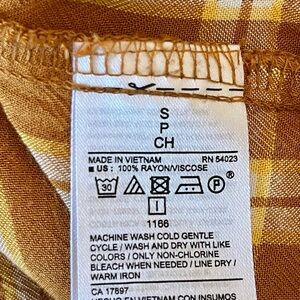 S
P
CH
MADE IN VIETNAM RN 54023
■ US : 100% RAYON/VISCOSE
30 P
I
1166
MACHINE WASH COLD GENTLE
CYCLE / WASH AND DRY WITH LIKE
COLORS / ONLY NON-CHLORINE
BLEACH WHEN NEEDED / LINE DRY /
WARM IRON
CA 17897
HECHO EN VIETNAM CON INSUMOS